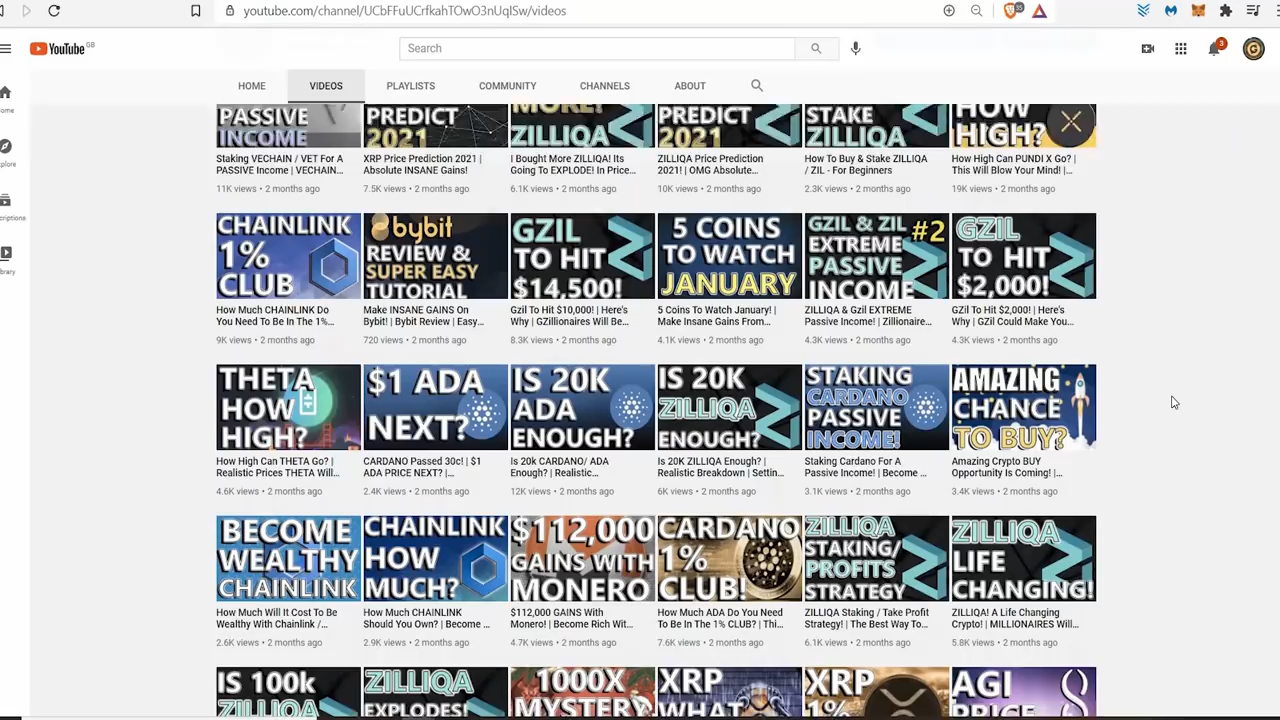 youtube.com/channel/UCbFFuUCrfkahTOwO3nUqISw/videos
YouTube GB
Search
3
HOME VIDEOS PLAYLISTS COMMUNITY CHANNELS ABOUT
PASSIVE
INCOME
PREDICT
2021
MORE!
ZILLIQA
PREDICT
2021
STAKE
ZILLIQA
HOW
HIGH?
Staking VECHAIN / VET For A
PASSIVE Income | VECHAIN...
11K views • 2 months ago
XRP Price Prediction 2021 |
Absolute INSANE Gains!
7.5K views • 2 months ago
I Bought More ZILLIQA! Its
Going To EXPLODE! In Price...
6.1K views • 2 months ago
ZILLIQA Price Prediction
2021! | OMG Absolute...
10K views • 2 months ago
How To Buy & Stake ZILLIQA
/ ZIL - For Beginners
2.3K views • 2 months ago
How High Can PUNDI X Go? |
This Will Blow Your Mind! |...
19K views • 2 months ago
CHAINLINK
1%
CLUB
bybit
REVIEW &
SUPER EASY
TUTORIAL
GZIL
TO HIT
$14,500!
5 COINS
TO WATCH
JANUARY
GZIL & ZIL #2
EXTREME
PASSIVE
INCOME
GZIL
TO HIT
$2,000!
How Much CHAINLINK Do
You Need To Be In The 1%...
9K views • 2 months ago
Make INSANE GAINS On
Bybit! | Bybit Review | Easy...
720 views • 2 months ago
Gzil To Hit $10,000! | Here's
Why | GZillionaires Will Be...
8.3K views • 2 months ago
5 Coins To Watch January! |
Make Insane Gains From...
4.1K views • 2 months ago
ZILLIQA & Gzil EXTREME
Passive Income! | Zillionaire...
4.3K views • 2 months ago
GZil To Hit $2,000! | Here's
Why | GZil Could Make You...
4.3K views • 2 months ago
THETA
HOW
HIGH?
$1 ADA
NEXT?
IS 20K
ADA
ENOUGH?
IS 20K
ZILLIQA
ENOUGH?
STAKING
CARDANO
PASSIVE
INCOME!
AMAZING
CHANCE
TO BUY?
How High Can THETA Go? |
Realistic Prices THETA Will...
4.6K views • 2 months ago
CARDANO Passed 30c! | $1
ADA PRICE NEXT? |...
2.4K views • 2 months ago
Is 20k CARDANO/ ADA
Enough? | Realistic...
12K views • 2 months ago
Is 20K ZILLIQA Enough? |
Realistic Breakdown | Settin...
6K views • 2 months ago
Staking Cardano For A
Passive Income! | Become ...
3.1K views • 2 months ago
Amazing Crypto BUY
Opportunity Is Coming! |...
3.4K views • 2 months ago
BECOME
WEALTHY
CHAINLINK
CHAINLINK
HOW
MUCH?
$112,000
GAINS WITH
MONERO
CARDANO
1%
CLUB!
ZILLIQA
STAKING/
PROFITS
STRATEGY
ZILLIQA
LIFE
CHANGING!
How Much Will It Cost To Be
Wealthy With Chainlink /...
2.6K views • 2 months ago
How Much CHAINLINK
Should You Own? | Become ...
2.9K views • 2 months ago
$112,000 GAINS With
Monero! | Become Rich Wit...
4.7K views • 2 months ago
How Much ADA Do You Need
To Be In The 1% CLUB? | Thi...
7.6K views • 2 months ago
ZILLIQA Staking / Take Profit
Strategy! | The Best Way To...
6.1K views • 2 months ago
ZILLIQA! A Life Changing
Crypto! | MILLIONAIRES Will...
5.8K views • 2 months ago
IS 100k
ZILLIQA
ZILLIQA
EXPLODES!
1000X
MYSTERY
XRP
WHAT
XRP
1%
AGI
PRICE